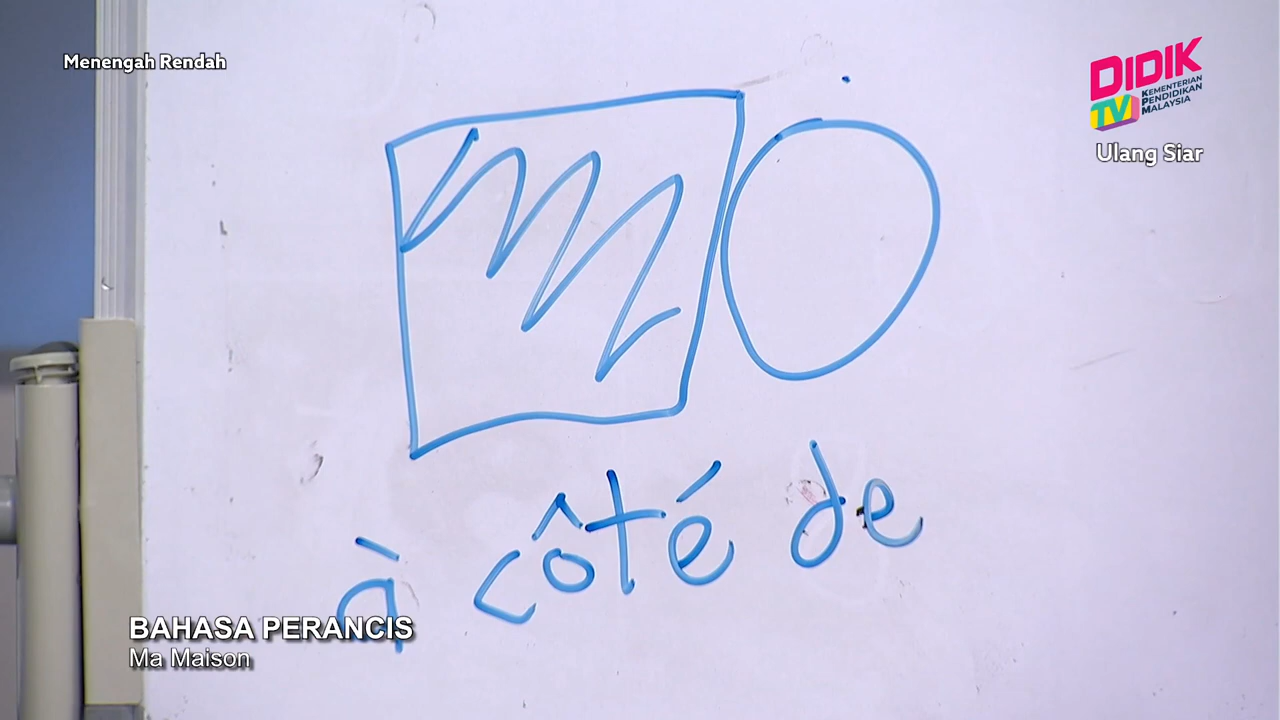 Menengah Rendah
DIDIK
TV
KEMENTERIAN
PENDIDIKAN
MALAYSIA
Ulang Siar
à côté de
BAHASA PERANCIS
Ma Maison